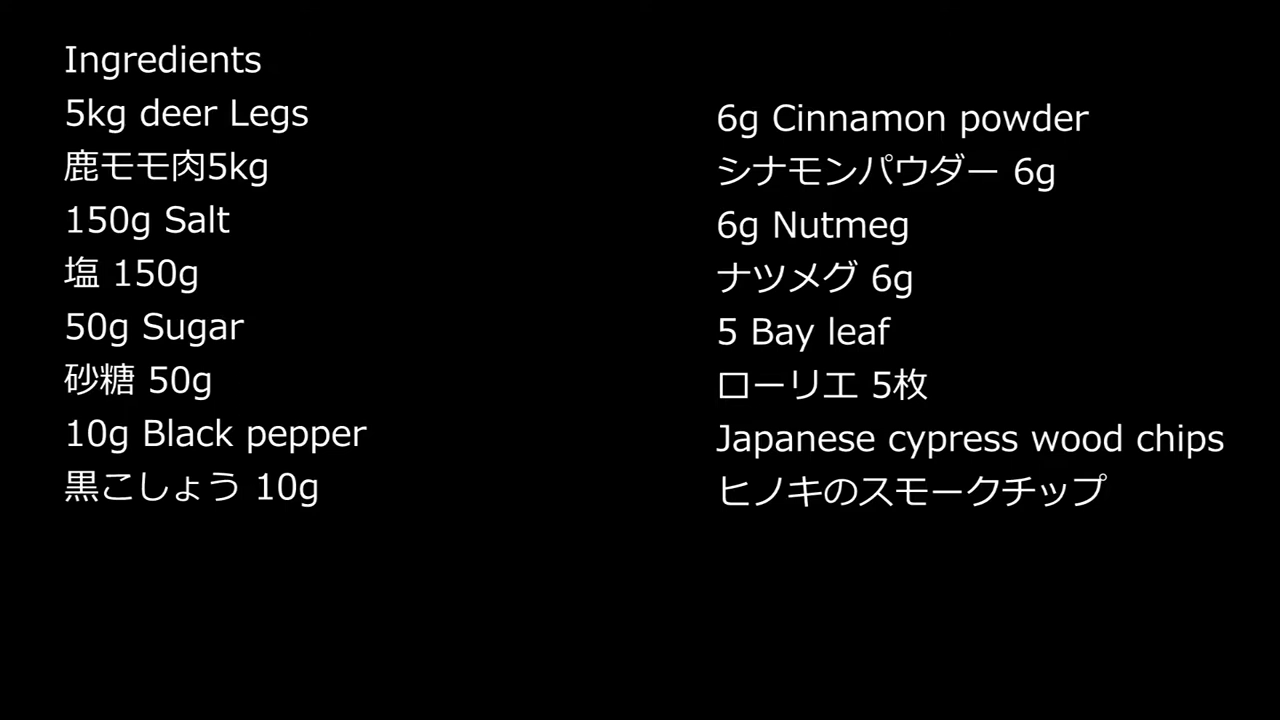 Ingredients
5kg deer Legs
鹿モモ肉5kg
150g Salt
塩 150g
50g Sugar
砂糖 50g
10g Black pepper
黒こしょう 10g
6g Cinnamon powder
シナモンパウダー 6g
6g Nutmeg
ナツメグ 6g
5 Bay leaf
ローリエ 5枚
Japanese cypress wood chips
ヒノキのスモークチップ